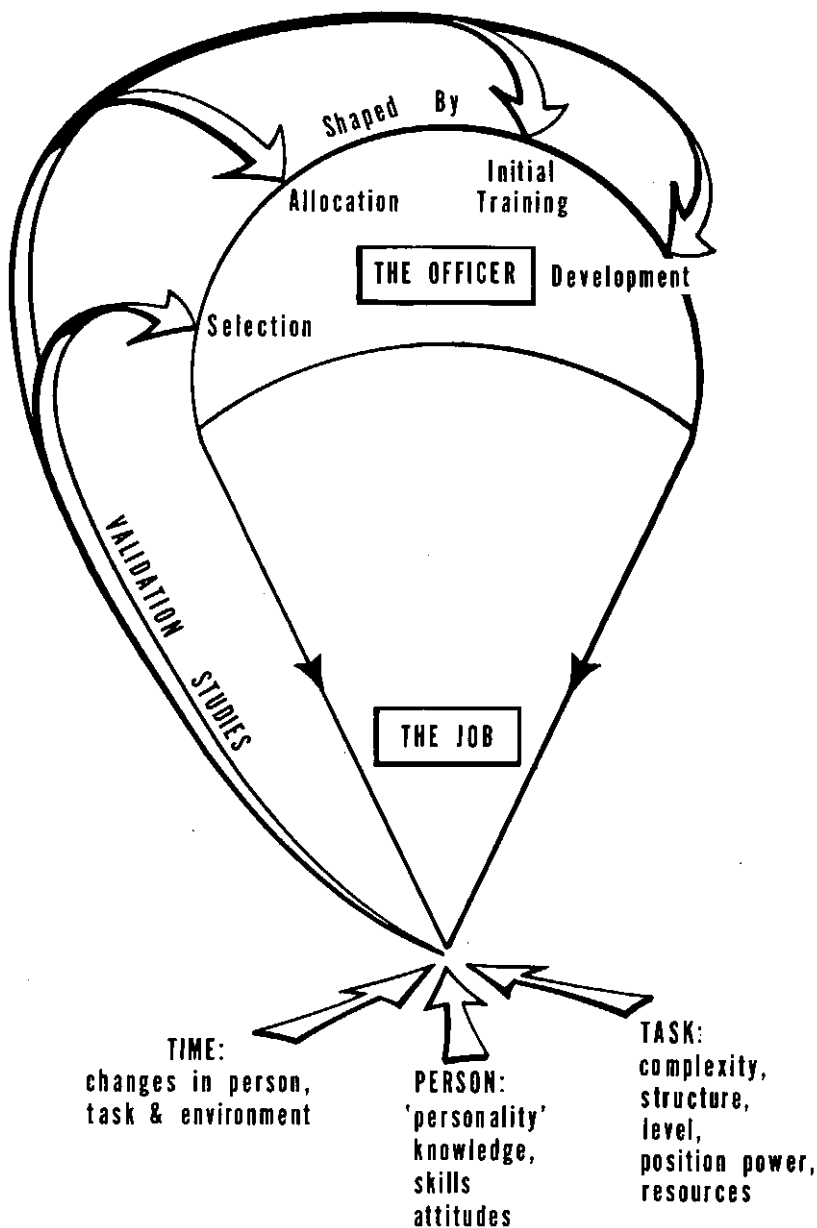 Shaped By
Initial
Training
Allocation
THE OFFICER
Development
Selection
VALIDATION STUDIES
THE JOB
TIME:
changes in person,
task & environment
PERSON:
'personality'
knowledge,
skills
attitudes
TASK:
complexity,
structure,
level,
position power,
resources